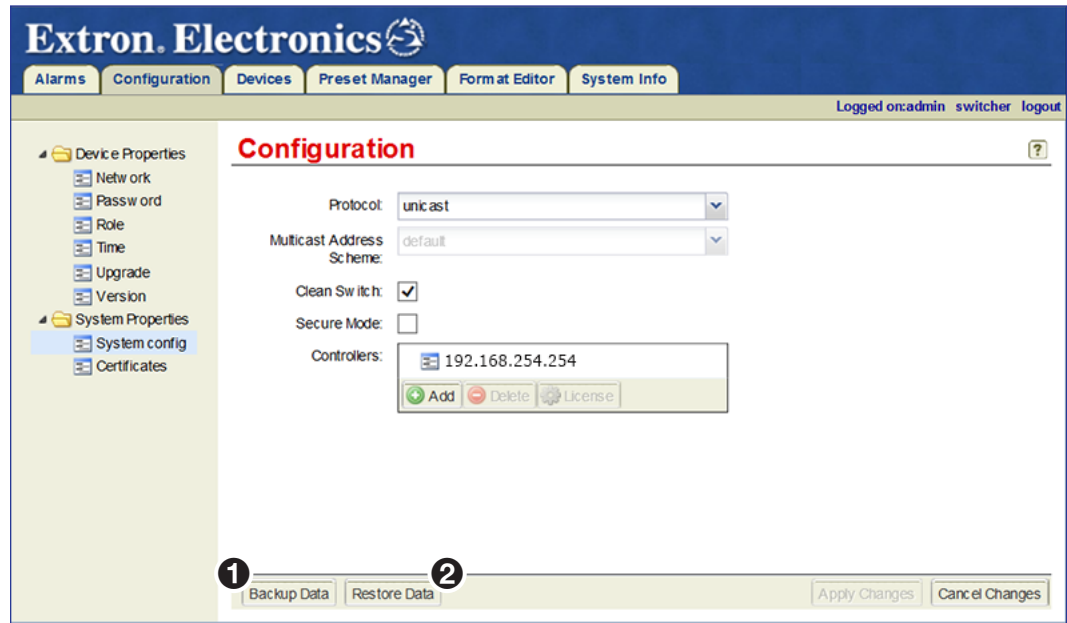 Extron. Electronics
Alarms Configuration Devices Preset Manager Format Editor System Info
Logged on:admin switcher logout
Device Properties
Network
Password
Role
Time
Upgrade
Version
System Properties
System config
Certificates
Configuration
?
Protocol: unicast
Multicast Address Scheme: default
Clean Switch:
Secure Mode:
Controllers: 192.168.254.254
Add Delete License
1 2
Backup Data Restore Data Apply Changes Cancel Changes